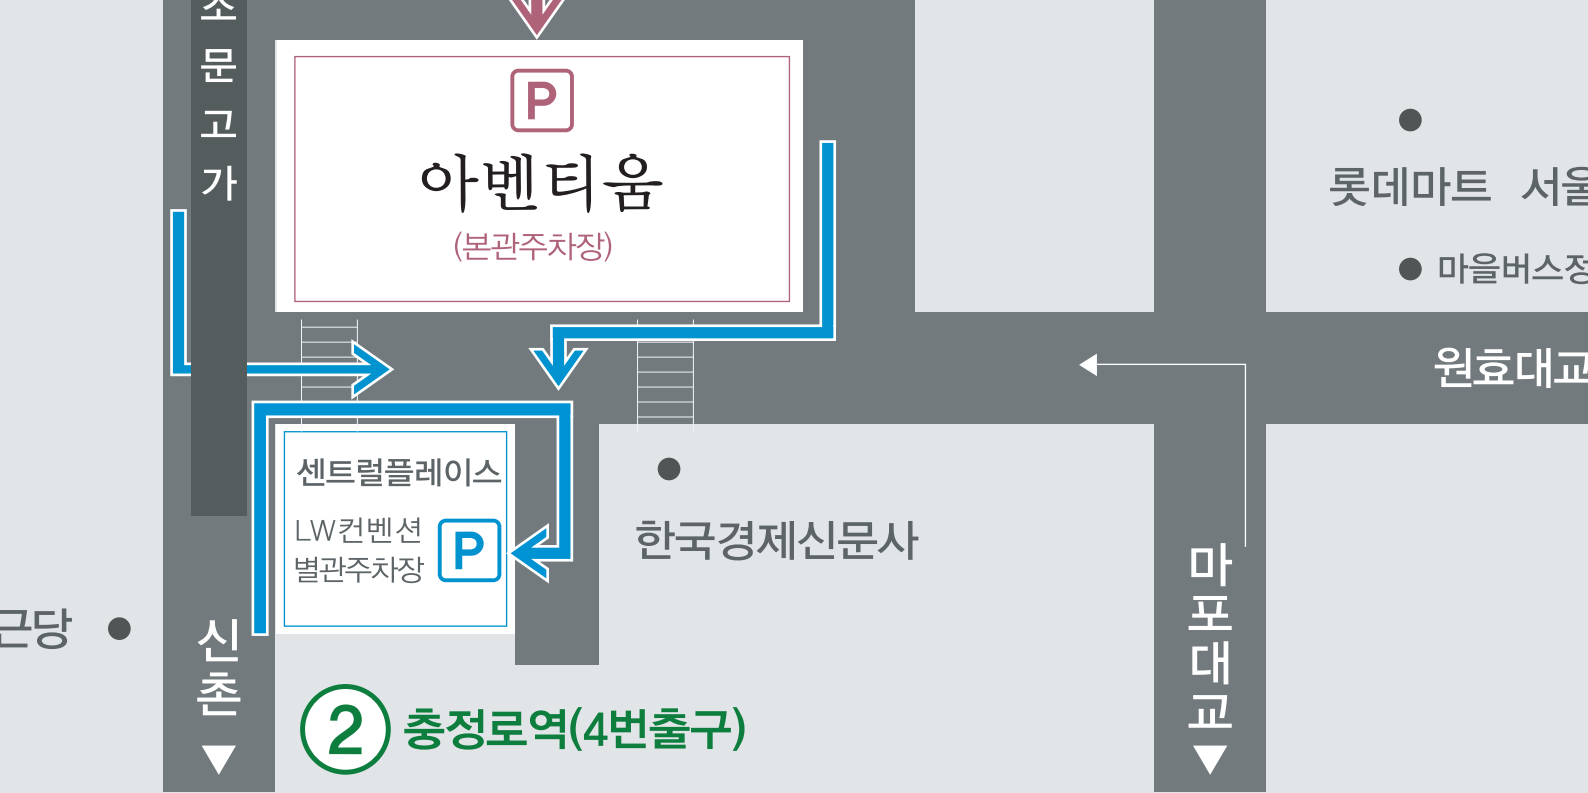 소문고가
P
아벤티움
(본관주차장)
롯데마트 서울
마을버스정
원효대교
센트럴플레이스
LW컨벤션
별관주차장
P
한국경제신문사
근당
신촌
마포대교
2 충정로역(4번출구)